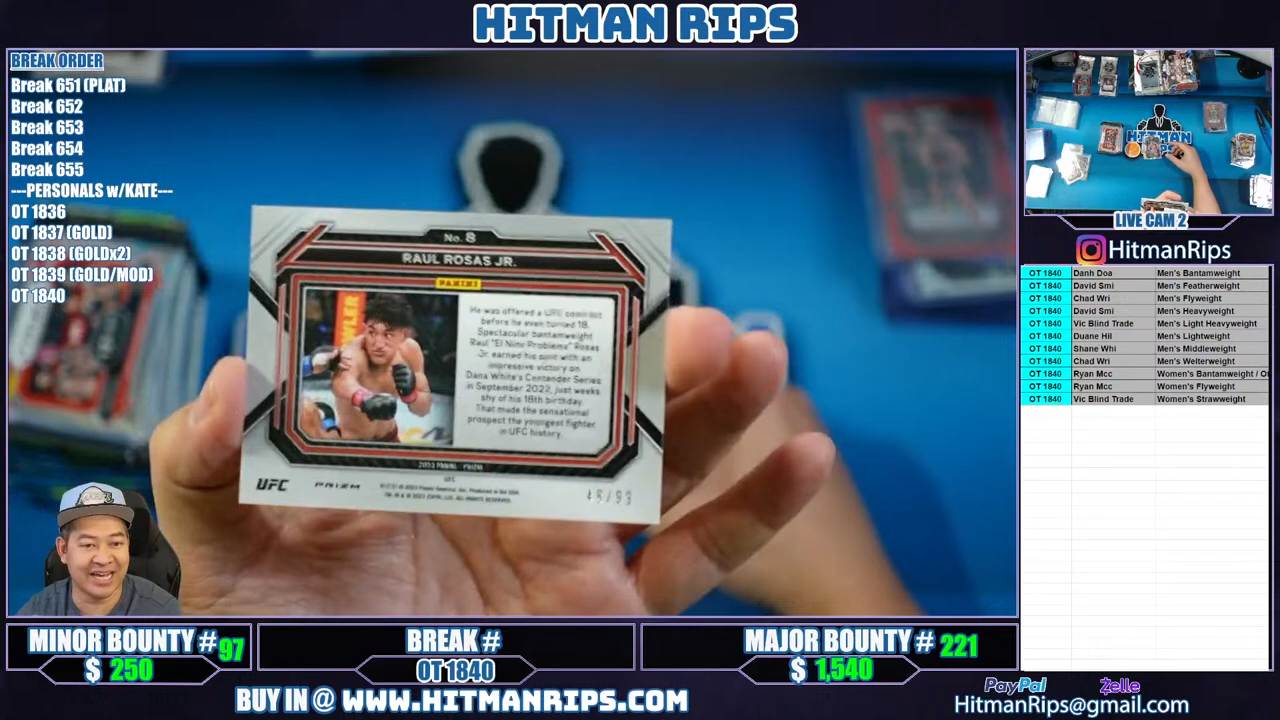 HITMAN RIPS
BREAK ORDER
Break 651 (PLAT)
Break 652
Break 653
Break 654
Break 655
---PERSONALS w/KATE---
OT 1836
OT 1837 (GOLD)
OT 1838 (GOLDx2)
OT 1839 (GOLD/MOD)
OT 1840
No. 8
RAUL ROSAS JR.
PANINI
He was offered a UFC contract
before he even turned 18.
Spectacular bantamweight
Raul "El Nino Problema" Rosas
Jr. earned his spot with an
impressive victory on
Dana White's Contender Series
in September 2022, just weeks
shy of his 18th birthday.
That made the sensational
prospect the youngest fighter
in UFC history.
2023 PANINI - PRIZM
UFC
UFC PRIZM
HITMAN
LIVE CAM 2
HitmanRips
OT 1840 Danh Doa Men's Bantamweight
OT 1840 David Smi Men's Featherweight
OT 1840 Chad Wri Men's Flyweight
OT 1840 David Smi Men's Heavyweight
OT 1840 Vic Blind Trade Men's Light Heavyweight
OT 1840 Duane Hil Men's Lightweight
OT 1840 Shane Whi Men's Middleweight
OT 1840 Chad Wri Men's Welterweight
OT 1840 Ryan Mcc Women's Bantamweight / Ot
OT 1840 Ryan Mcc Women's Flyweight
OT 1840 Vic Blind Trade Women's Strawweight
MINOR BOUNTY # 97
$ 250
BREAK #
OT 1840
MAJOR BOUNTY # 221
$ 1,540
BUY IN @ WWW.HITMANRIPS.COM
PayPal Zelle
HitmanRips@gmail.com